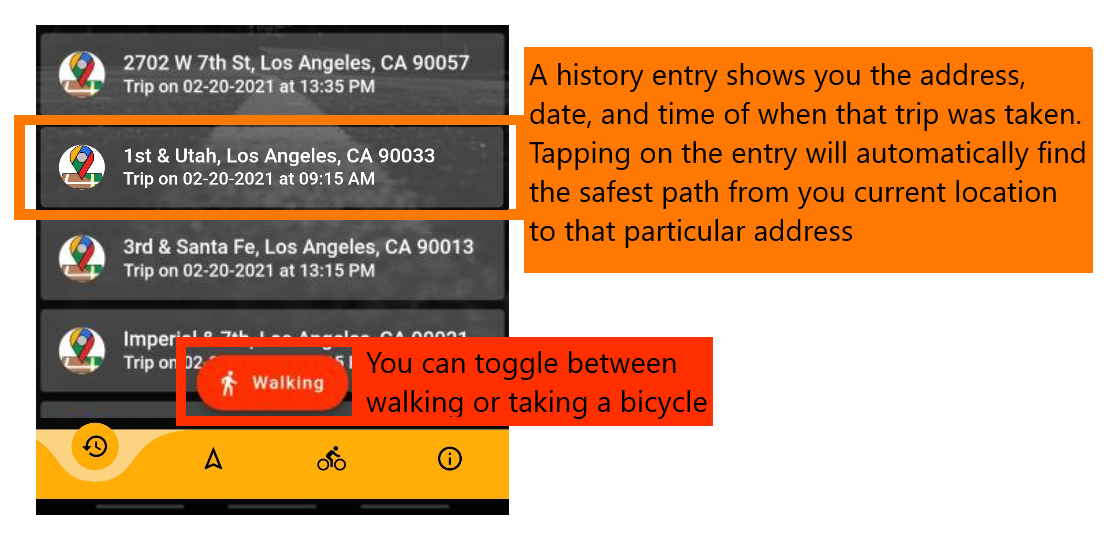 2702 W 7th St, Los Angeles, CA 90057
Trip on 02-20-2021 at 13:35 PM
1st & Utah, Los Angeles, CA 90033
Trip on 02-20-2021 at 09:15 AM
3rd & Santa Fe, Los Angeles, CA 90013
Trip on 02-20-2021 at 13:15 PM
Imperial & 7th, Los Angeles, CA 90021
Trip on 02-
Walking
A history entry shows you the address,
date, and time of when that trip was taken.
Tapping on the entry will automatically find
the safest path from you current location
to that particular address
You can toggle between
walking or taking a bicycle